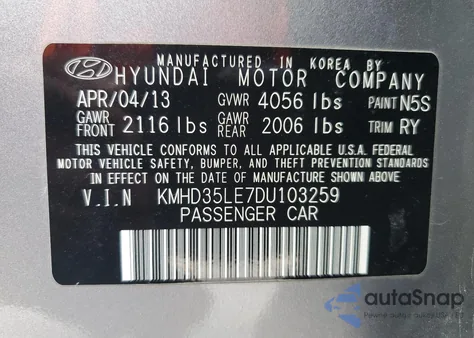 MANUFACTURED IN KOREA BY
HYUNDAI MOTOR COMPANY
APR/04/13 GVWR 4056 lbs PAINT N5S
GAWR FRONT 2116 lbs GAWR REAR 2006 lbs TRIM RY
THIS VEHICLE CONFORMS TO ALL APPLICABLE U.S.A. FEDERAL
MOTOR VEHICLE SAFETY, BUMPER, AND THEFT PREVENTION STANDARDS
IN EFFECT ON THE DATE OF MANUFACTURE SHOWN ABOVE.
V.I.N KMHD35LE7DU103259
PASSENGER CAR
autoSnap